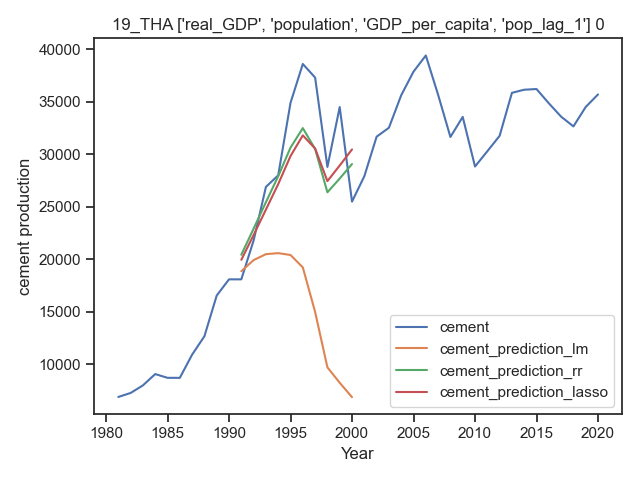 19_THA ['real_GDP', 'population', 'GDP_per_capita', 'pop_lag_1'] 0
40000
35000
30000
25000
20000
15000
10000
cement production
cement
cement_prediction_lm
cement_prediction_rr
cement_prediction_lasso
1980 1985 1990 1995 2000 2005 2010 2015 2020
Year